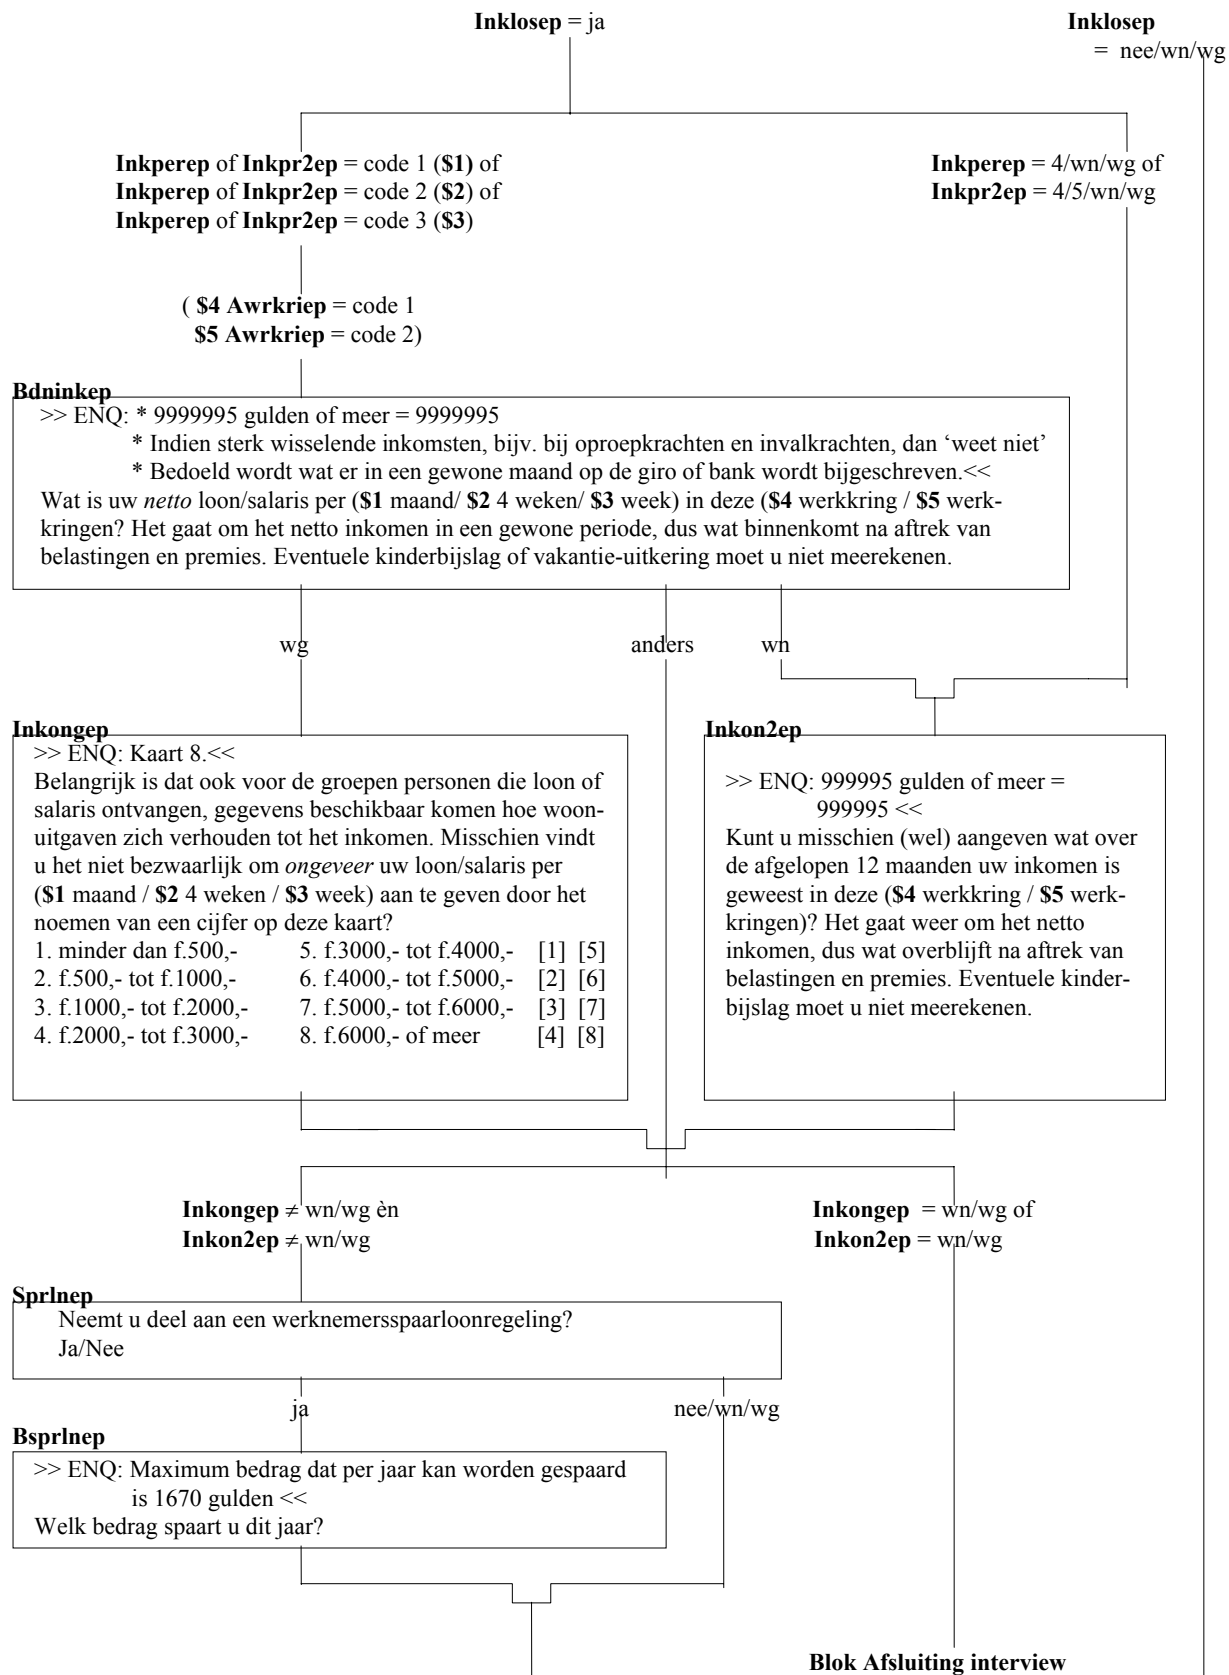 Inklosep = ja
Inklosep
= nee/wn/wg
Inkperep of Inkpr2ep = code 1 ($1) of
Inkperep of Inkpr2ep = code 2 ($2) of
Inkperep of Inkpr2ep = code 3 ($3)
Inkperep = 4/wn/wg of
Inkpr2ep = 4/5/wn/wg
( $4 Awrkriep = code 1
$5 Awrkriep = code 2)
Bdninkep
>> ENQ: * 9999995 gulden of meer = 9999995
* Indien sterk wisselende inkomsten, bijv. bij oproepkrachten en invalkrachten, dan ‘weet niet’
* Bedoeld wordt wat er in een gewone maand op de giro of bank wordt bijgeschreven.<<
Wat is uw netto loon/salaris per ($1 maand/ $2 4 weken/ $3 week) in deze ($4 werkkring / $5 werk-
kringen? Het gaat om het netto inkomen in een gewone periode, dus wat binnenkomt na aftrek van
belastingen en premies. Eventuele kinderbijslag of vakantie-uitkering moet u niet meerekenen.
wg
anders
wn
Inkongep
>> ENQ: Kaart 8.<<
Belangrijk is dat ook voor de groepen personen die loon of
salaris ontvangen, gegevens beschikbaar komen hoe woon-
uitgaven zich verhouden tot het inkomen. Misschien vindt
u het niet bezwaarlijk om ongeveer uw loon/salaris per
($1 maand / $2 4 weken / $3 week) aan te geven door het
noemen van een cijfer op deze kaart?
1. minder dan f.500,- 5. f.3000,- tot f.4000,- [1] [5]
2. f.500,- tot f.1000,- 6. f.4000,- tot f.5000,- [2] [6]
3. f.1000,- tot f.2000,- 7. f.5000,- tot f.6000,- [3] [7]
4. f.2000,- tot f.3000,- 8. f.6000,- of meer [4] [8]
Inkon2ep
>> ENQ: 999995 gulden of meer =
999995 <<
Kunt u misschien (wel) aangeven wat over
de afgelopen 12 maanden uw inkomen is
geweest in deze ($4 werkkring / $5 werk-
kringen)? Het gaat weer om het netto
inkomen, dus wat overblijft na aftrek van
belastingen en premies. Eventuele kinder-
bijslag moet u niet meerekenen.
Inkongep ≠ wn/wg èn
Inkon2ep ≠ wn/wg
Inkongep = wn/wg of
Inkon2ep = wn/wg
Sprlnep
Neemt u deel aan een werknemersspaarloonregeling?
Ja/Nee
ja
nee/wn/wg
Bsprlnep
>> ENQ: Maximum bedrag dat per jaar kan worden gespaard
is 1670 gulden <<
Welk bedrag spaart u dit jaar?
Blok Afsluiting interview